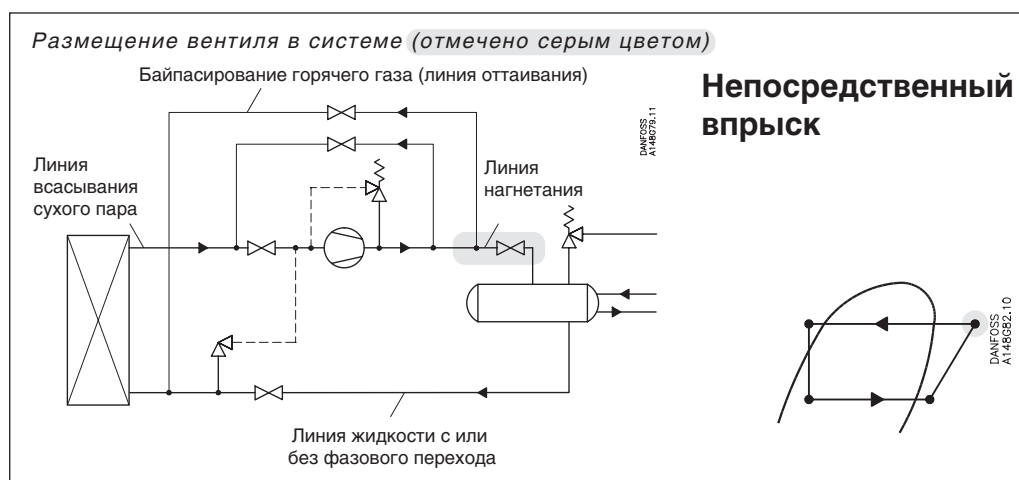 Размещение вентиля в системе (отмечено серым цветом)
Байпасирование горячего газа (линия оттаивания)
Непосредственный
впрыск
DANFOSS
A148G79.11
Линия
всасывания
сухого пара
Линия
нагнетания
DANFOSS
A148G82.10
Линия жидкости с или
без фазового перехода